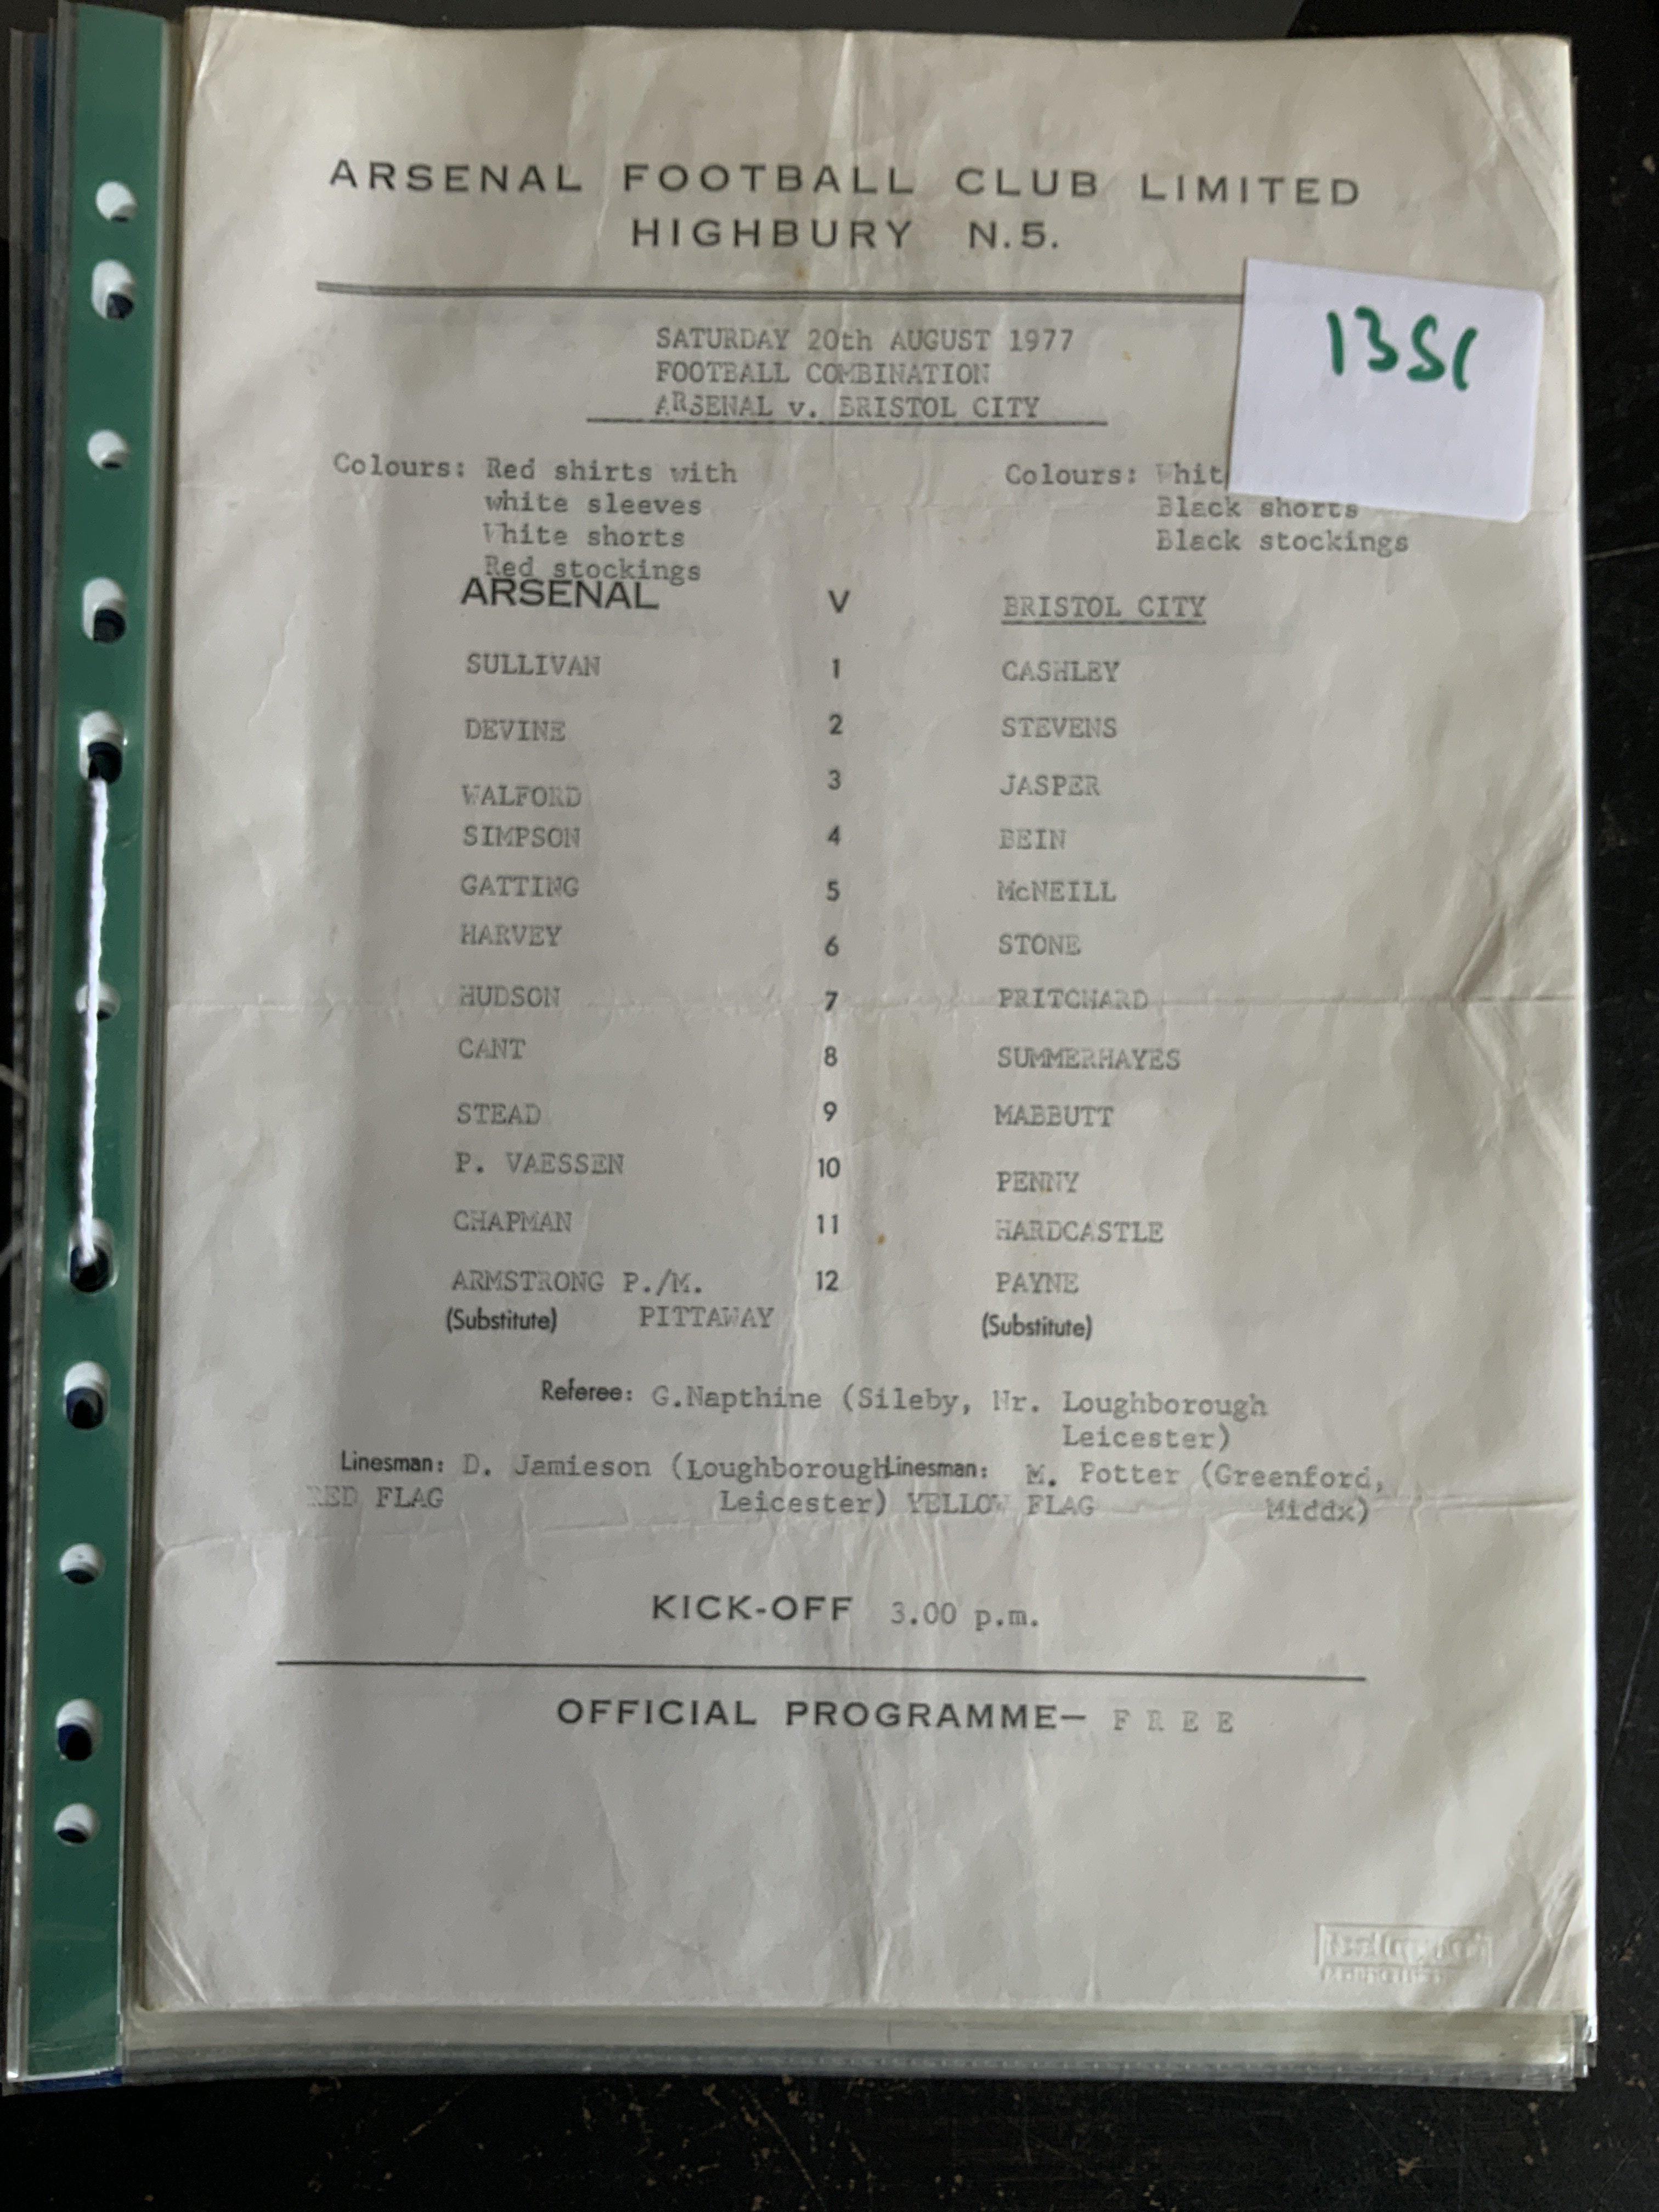 ARSENAL FOOTBALL CLUB LIMITED
HIGHBURY N.5.
1351
SATURDAY 20th AUGUST 1977
FOOTBALL COMBINATION
ARSENAL v. BRISTOL CITY
Colours: Red shirts with
white sleeves
White shorts
Red stockings
Colours: Whit
Black shorts
Black stockings
ARSENAL V BRISTOL CITY
SULLIVAN 1 CASHLEY
DEVINE 2 STEVENS
WALFORD 3 JASPER
SIMPSON 4 BEIN
GATTING 5 McNEILL
HARVEY 6 STONE
HUDSON 7 PRITCHARD
CANT 8 SUMMERHAYES
STEAD 9 MABBUTT
P. VAESSEN 10 PENNY
CHAPMAN 11 HARDCASTLE
ARMSTRONG P./M. 12 PAYNE
(Substitute) PITTAWAY (Substitute)
Referee: G.Napthine (Sileby, Nr. Loughborough
Leicester)
Linesman: D. Jamieson (Loughborough Linesman: M. Potter (Greenford,
RED FLAG Leicester) YELLOW FLAG Middx)
KICK-OFF 3.00 p.m.
OFFICIAL PROGRAMME— F R E E